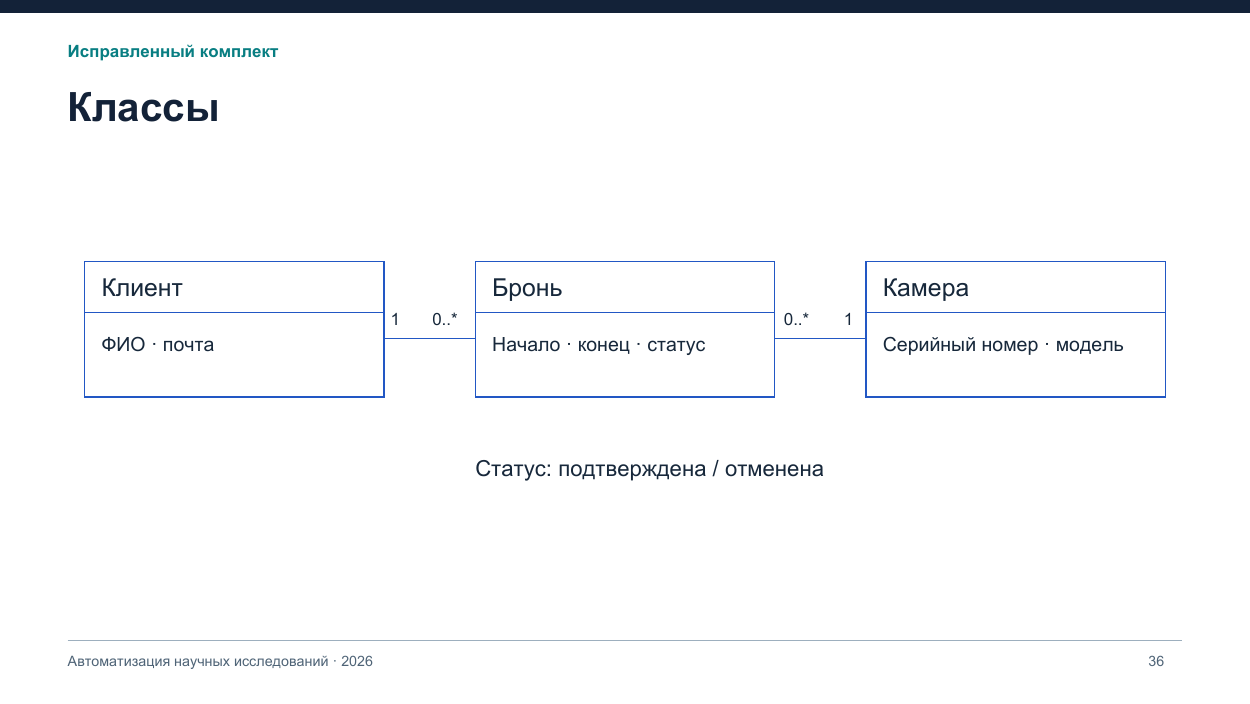 Исправленный комплект
Классы
Клиент
ФИО · почта
1
0..*
Бронь
Начало · конец · статус
0..*
1
Камера
Серийный номер · модель
Статус: подтверждена / отменена
Автоматизация научных исследований · 2026
36